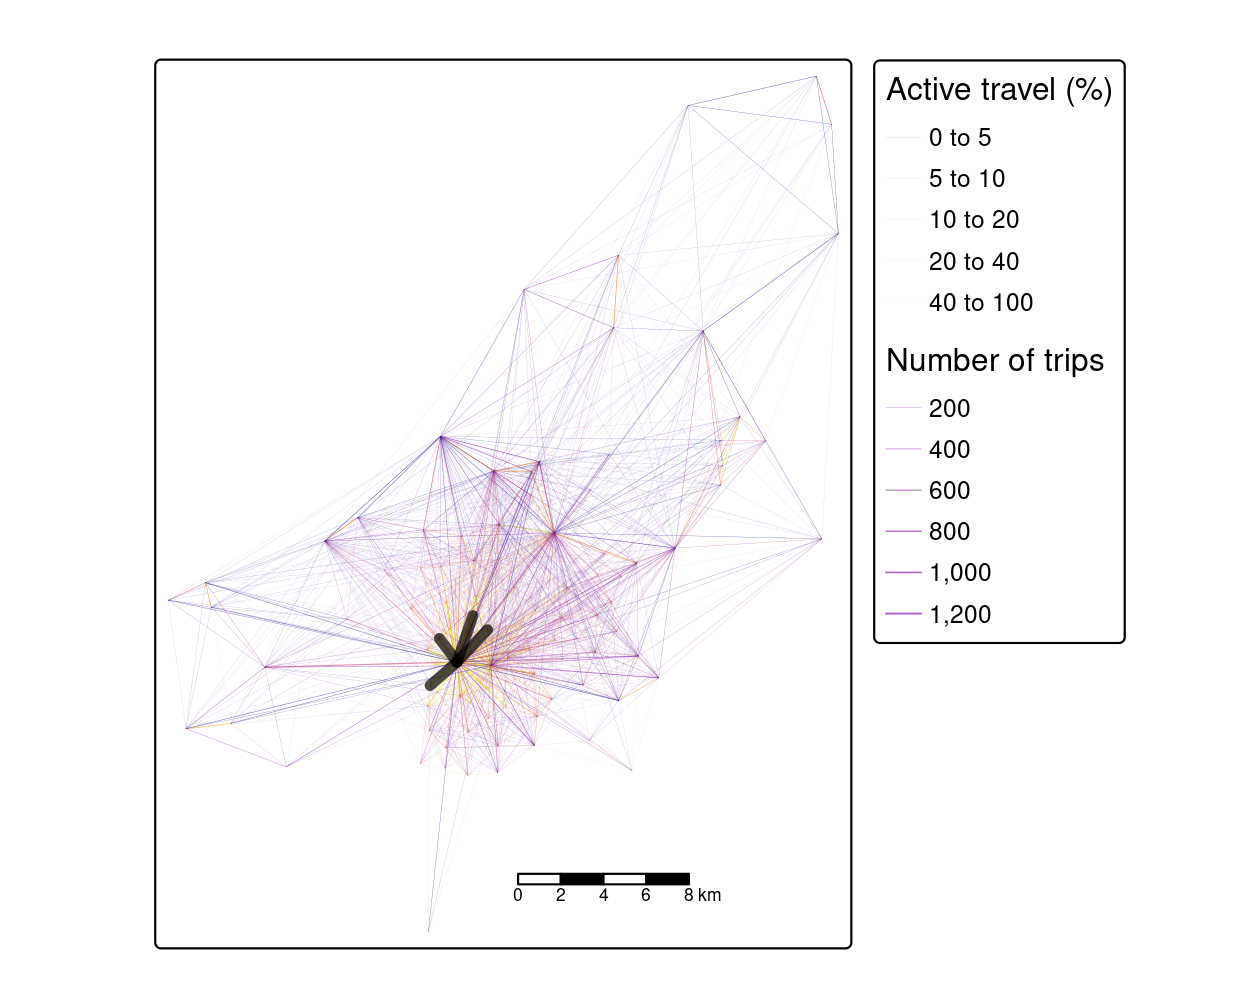 Active travel (%)
0 to 5
5 to 10
10 to 20
20 to 40
40 to 100
Number of trips
200
400
600
800
1,000
1,200
0 2 4 6 8 km